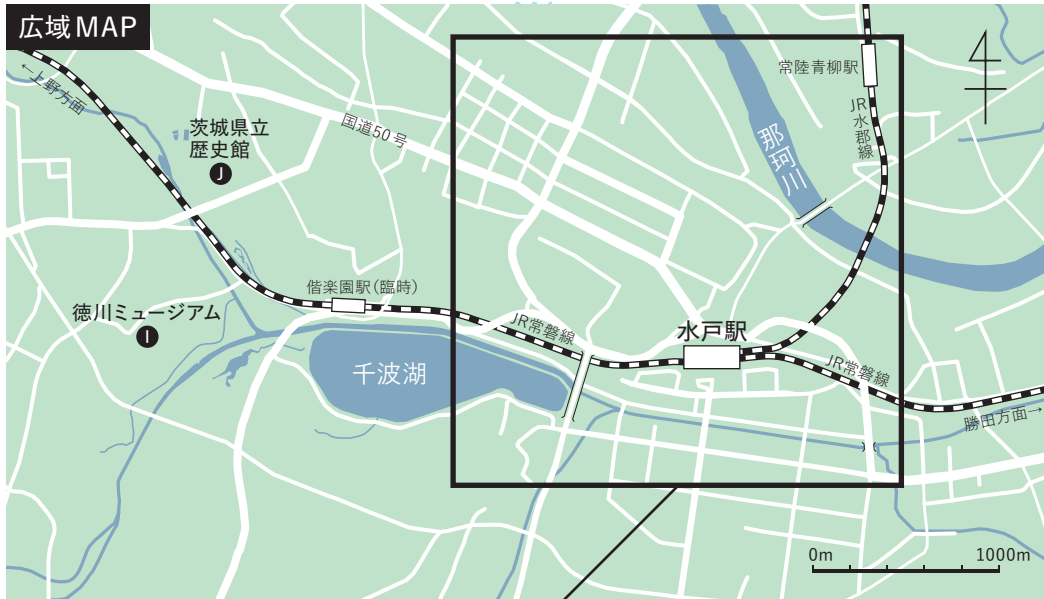 広域MAP
←上野方面
茨城県立
歴史館
J
国道50号
常陸青柳駅
JR水郡線
那珂川
徳川ミュージアム
I
偕楽園駅（臨時）
JR常磐線
水戸駅
千波湖
JR常磐線
勝田方面→
0m
1000m